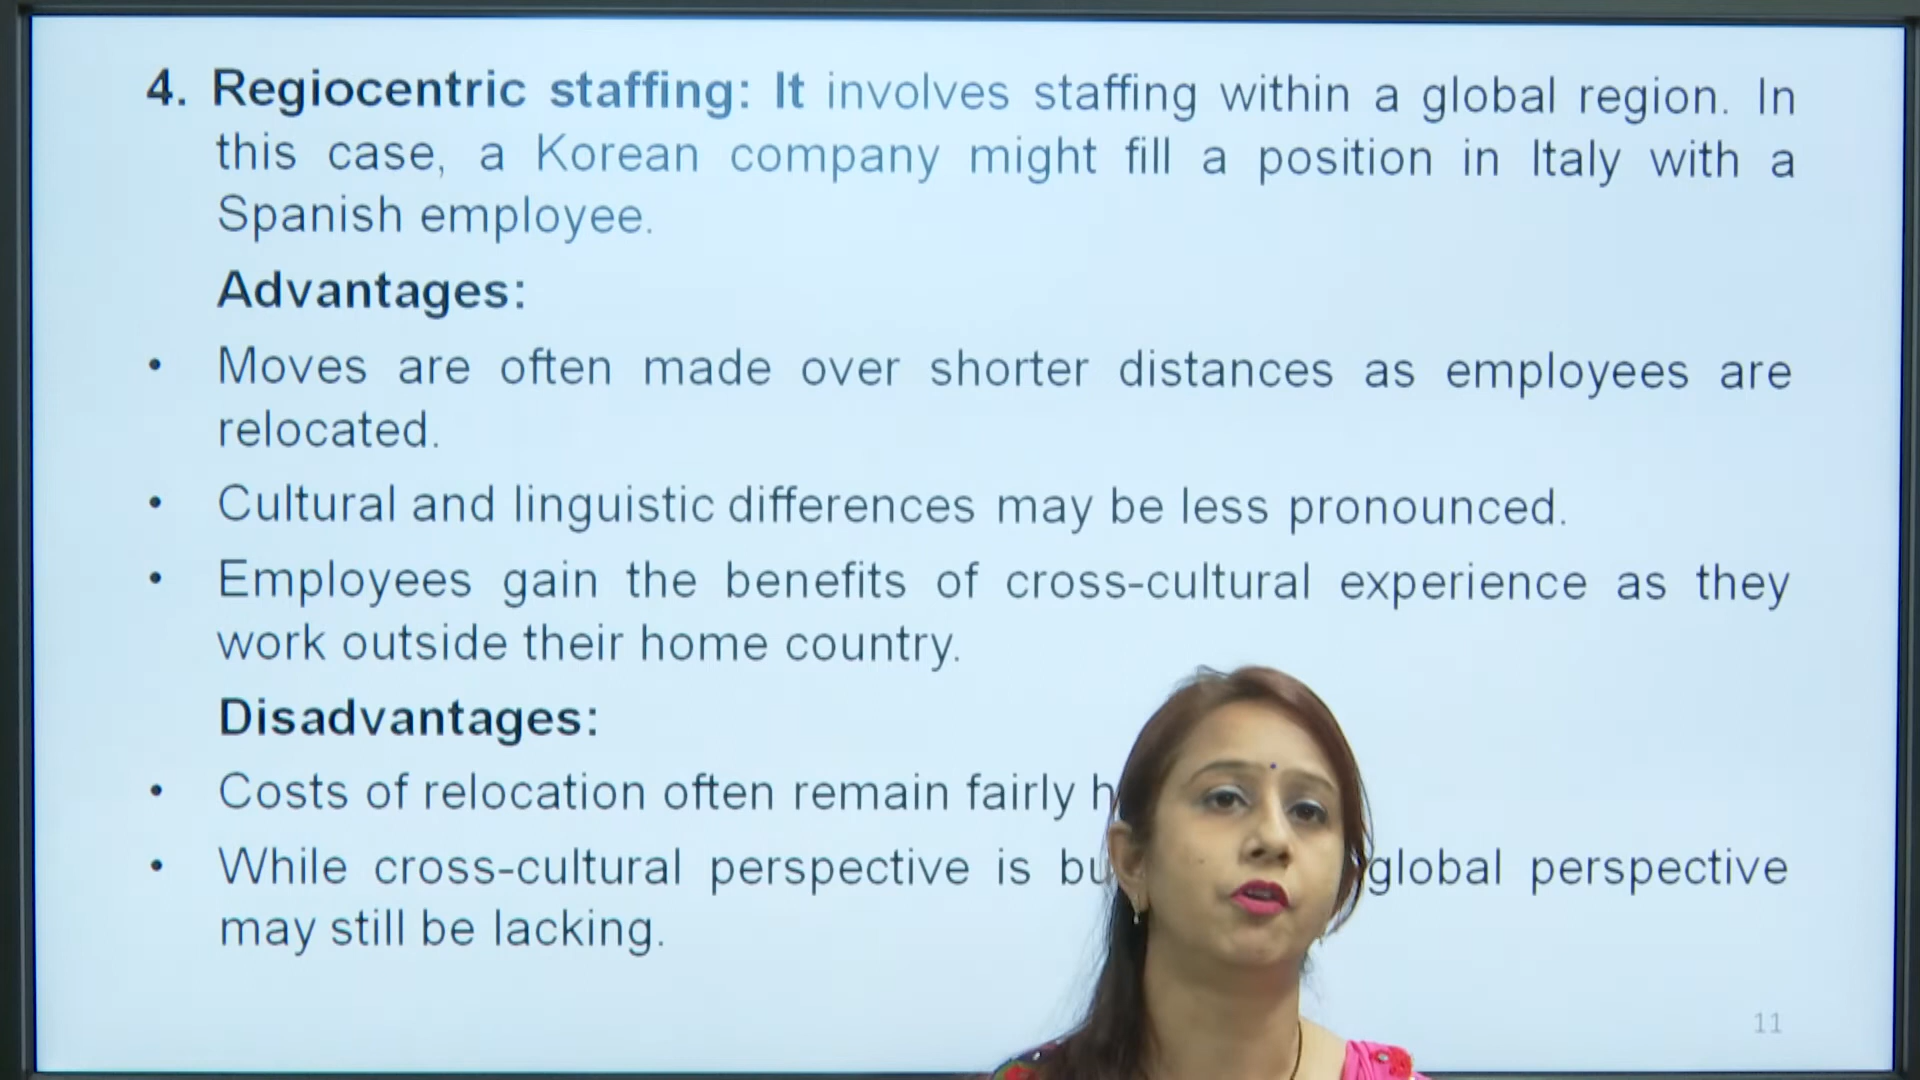 4. Regiocentric staffing: It involves staffing within a global region. In
this case, a Korean company might fill a position in Italy with a
Spanish employee.
Advantages:
• Moves are often made over shorter distances as employees are
relocated.
• Cultural and linguistic differences may be less pronounced.
• Employees gain the benefits of cross-cultural experience as they
work outside their home country.
Disadvantages:
• Costs of relocation often remain fairly
• While cross-cultural perspective is global perspective
may still be lacking.
11